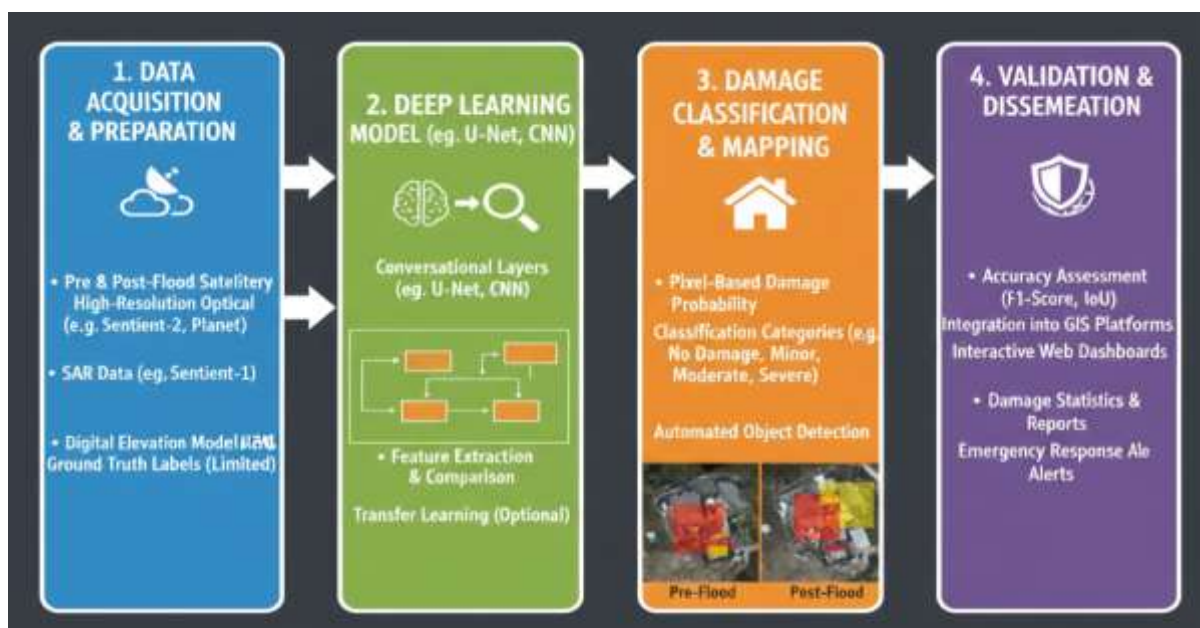 1. DATA
ACQUISITION
& PREPARATION
• Pre & Post-Flood Satelitery
High-Resolution Optical
(e.g. Sentient-2, Planet)
• SAR Data (eg, Sentient-1)
• Digital Elevation Model
Ground Truth Labels (Limited)
2. DEEP LEARNING
MODEL (eg. U-Net, CNN)
Conversational Layers
(eg. U-Net, CNN)
• Feature Extraction
& Comparison
Transfer Learning (Optional)
3. DAMAGE
CLASSIFICATION
& MAPPING
• Pixel-Based Damage
Probability
Classification Categories (e.g.
No Damage, Minor,
Moderate, Severe)
Automated Object Detection
Pre-Flood
Post-Flood
4. VALIDATION &
DISSEMEATION
• Accuracy Assessment
(F1-Score, IoU)
Integration into GIS Platforms
Interactive Web Dashboards
• Damage Statistics &
Reports
Emergency Response Ale
Alerts